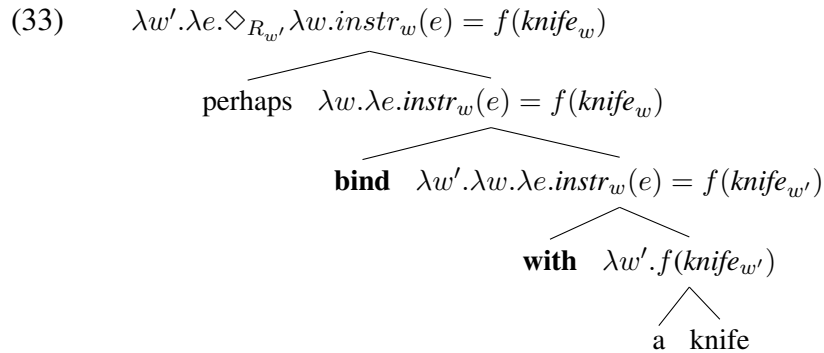 (33) λw′.λe.◇_{R_{w′}} λw.instr_w(e) = f(knife_w)
perhaps λw.λe.instr_w(e) = f(knife_w)
bind λw′.λw.λe.instr_w(e) = f(knife_{w′})
with λw′.f(knife_{w′})
a knife